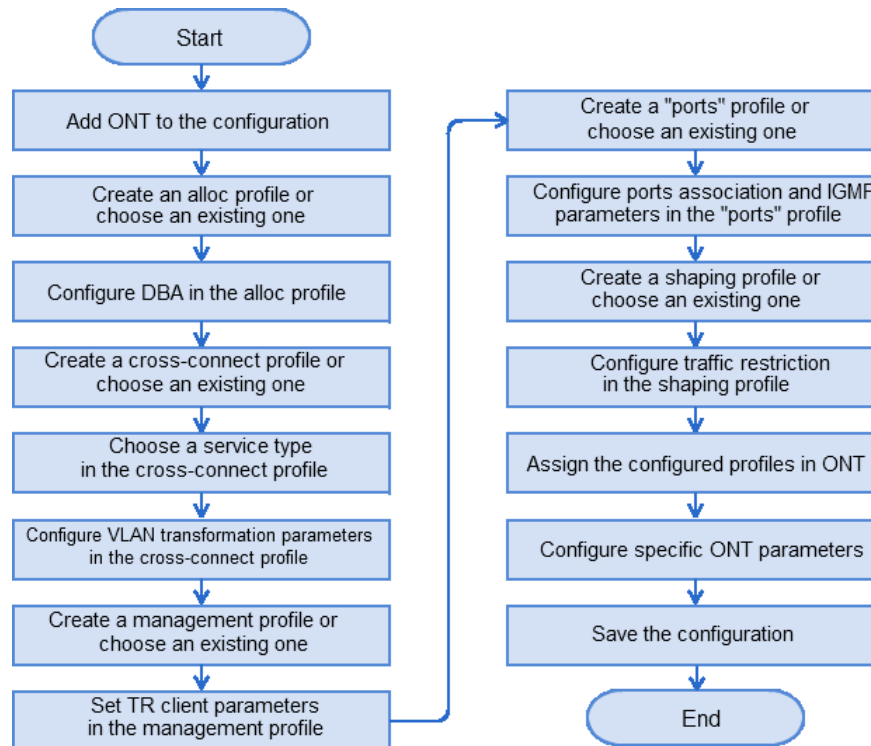 Start
Add ONT to the configuration
Create an alloc profile or
choose an existing one
Configure DBA in the alloc profile
Create a cross-connect profile or
choose an existing one
Choose a service type
in the cross-connect profile
Configure VLAN transformation parameters
in the cross-connect profile
Create a management profile or
choose an existing one
Set TR client parameters
in the management profile
Create a "ports" profile or
choose an existing one
Configure ports association and IGMP
parameters in the "ports" profile
Create a shaping profile or
choose an existing one
Configure traffic restriction
in the shaping profile
Assign the configured profiles in ONT
Configure specific ONT parameters
Save the configuration
End